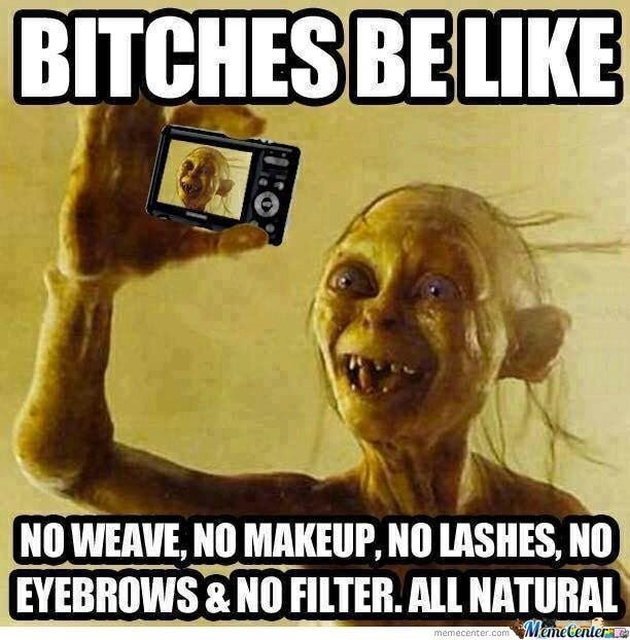 BITCHES BE LIKE
NO WEAVE, NO MAKEUP, NO LASHES, NO
EYEBROWS & NO FILTER. ALL NATURAL
memecenter.com MemeCenter